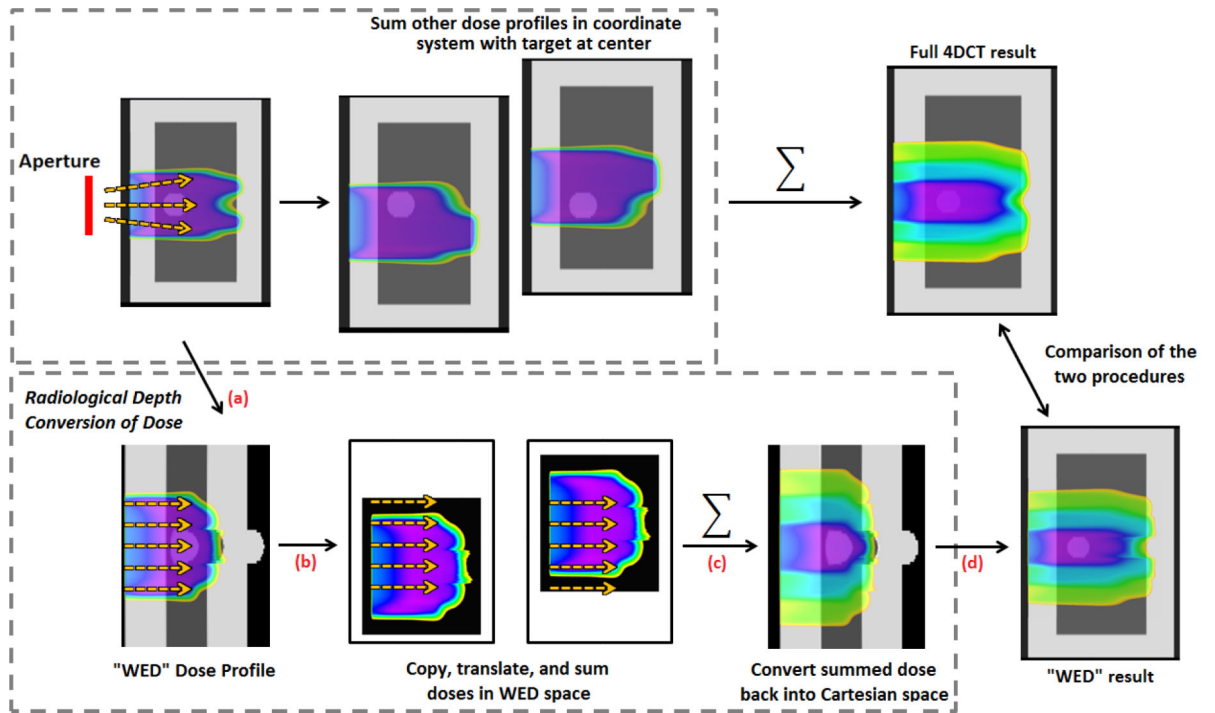 Sum other dose profiles in coordinate
system with target at center
Full 4DCT result
Aperture
∑
Comparison of the
two procedures
Radiological Depth
Conversion of Dose
(a)
(b)
∑
(c)
(d)
"WED" Dose Profile
Copy, translate, and sum
doses in WED space
Convert summed dose
back into Cartesian space
"WED" result